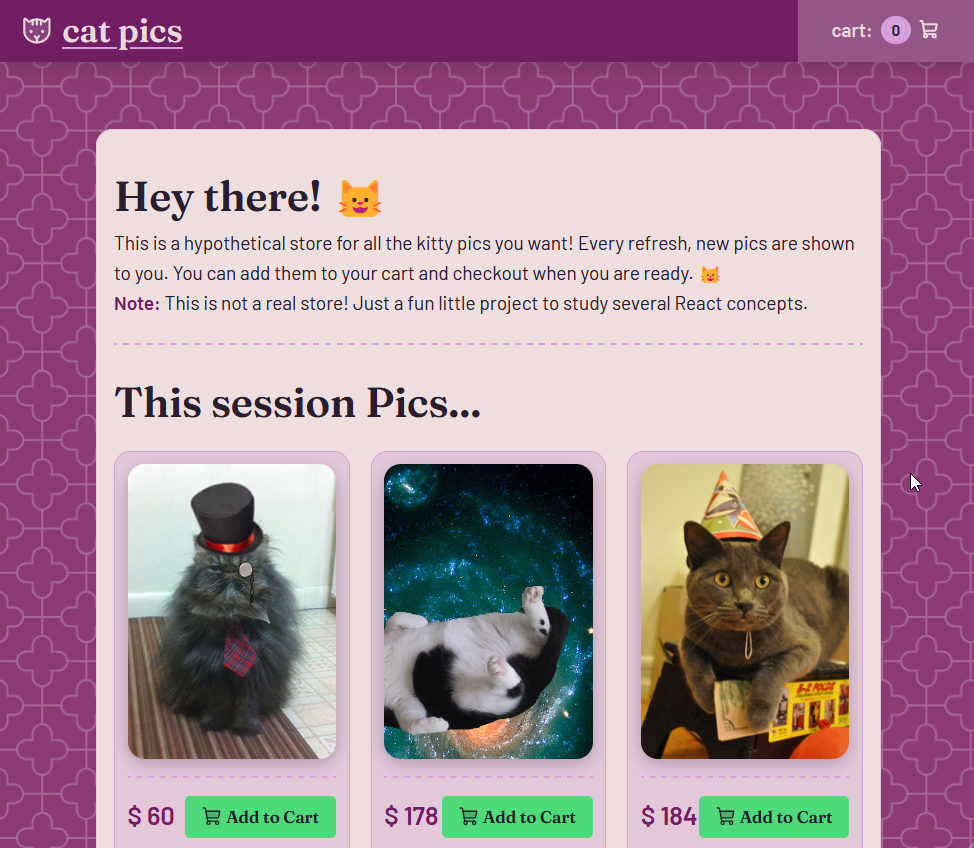 cat pics
cart: 0
Hey there! 😺
This is a hypothetical store for all the kitty pics you want! Every refresh, new pics are shown
to you. You can add them to your cart and checkout when you are ready. 😺
Note: This is not a real store! Just a fun little project to study several React concepts.
This session Pics...
$ 60 Add to Cart
$ 178 Add to Cart
$ 184 Add to Cart